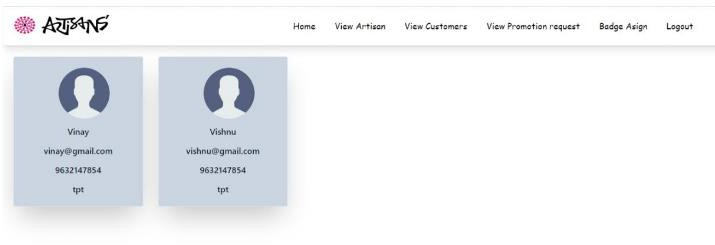 ARTISANS
Home View Artisan View Customers View Promotion request Badge Asign Logout
Vinay
vinay@gmail.com
9632147854
tpt
Vishnu
vishnu@gmail.com
9632147854
tpt